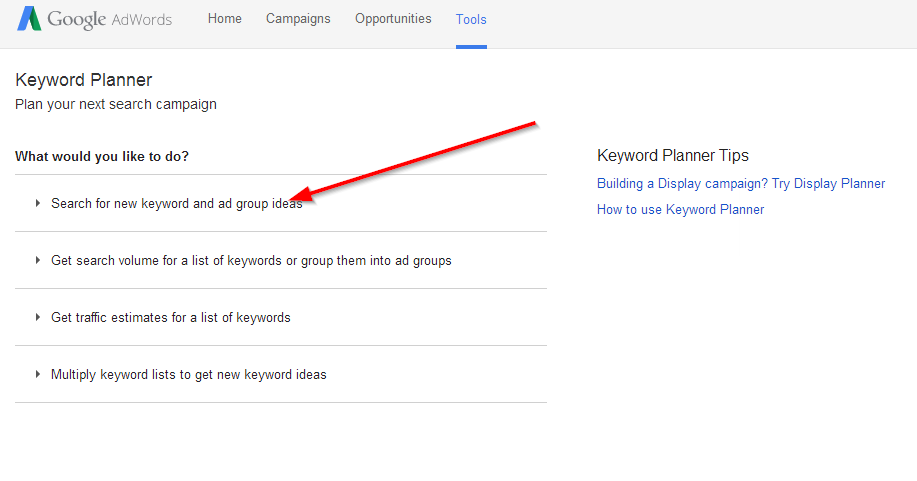 Google AdWords Home Campaigns Opportunities Tools
Keyword Planner
Plan your next search campaign
What would you like to do?
Search for new keyword and ad group ideas
Get search volume for a list of keywords or group them into ad groups
Get traffic estimates for a list of keywords
Multiply keyword lists to get new keyword ideas
Keyword Planner Tips
Building a Display campaign? Try Display Planner
How to use Keyword Planner